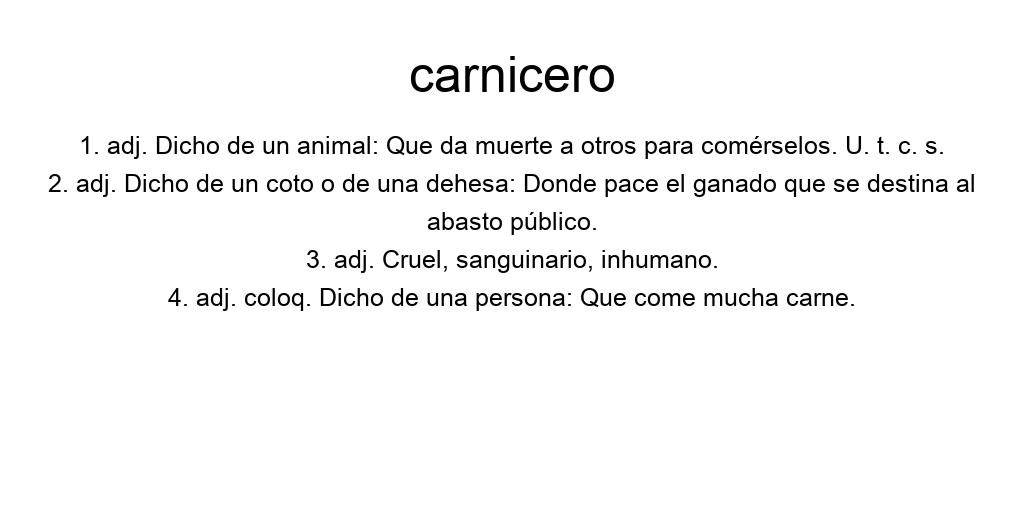 carnicero
1. adj. Dicho de un animal: Que da muerte a otros para comérselos. U. t. c. s.
2. adj. Dicho de un coto o de una dehesa: Donde pace el ganado que se destina al
abasto público.
3. adj. Cruel, sanguinario, inhumano.
4. adj. coloq. Dicho de una persona: Que come mucha carne.